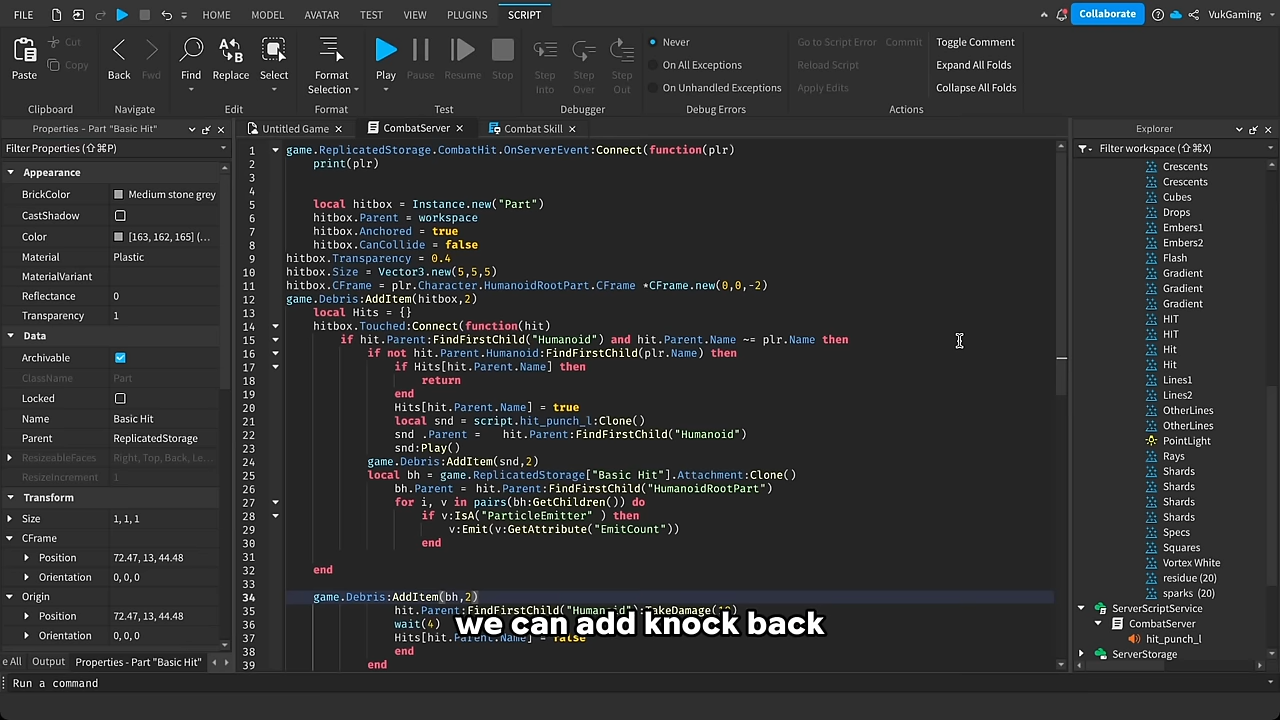 FILE HOME MODEL AVATAR TEST VIEW PLUGINS SCRIPT Collaborate VukGaming
Paste Cut Copy Back Fwd Find Replace Select Format Selection Play Pause Resume Stop Step Into Step Over Step Out
Never On All Exceptions On Unhandled Exceptions
Go to Script Error Commit Reload Script Apply Edits
Toggle Comment Expand All Folds Collapse All Folds
Clipboard Navigate Edit Format Test Debugger Debug Errors Actions
Properties - Part "Basic Hit"
Filter Properties (⇧⌘P)
Appearance
BrickColor Medium stone grey
CastShadow
Color [163, 162, 165] (...
Material Plastic
MaterialVariant
Reflectance 0
Transparency 1
Data
Archivable
ClassName Part
Locked
Name Basic Hit
Parent ReplicatedStorage
ResizeableFaces Right, Top, Back, Le...
ResizeIncrement 1
Transform
Size 1, 1, 1
CFrame
Position 72.47, 13, 44.48
Orientation 0, 0, 0
Origin
Position 72.47, 13, 44.48
Orientation 0, 0, 0
e All Output Properties - Part "Basic Hit"
Untitled Game CombatServer Combat Skill
1 game.ReplicatedStorage.CombatHit.OnServerEvent:Connect(function(plr)
2 print(plr)
3
4
5 local hitbox = Instance.new("Part")
6 hitbox.Parent = workspace
7 hitbox.Anchored = true
8 hitbox.CanCollide = false
9 hitbox.Transparency = 0.4
10 hitbox.Size = Vector3.new(5,5,5)
11 hitbox.CFrame = plr.Character.HumanoidRootPart.CFrame *CFrame.new(0,0,-2)
12 game.Debris:AddItem(hitbox,2)
13 local Hits = {}
14 hitbox.Touched:Connect(function(hit)
15 if hit.Parent:FindFirstChild("Humanoid") and hit.Parent.Name ~= plr.Name then
16 if not hit.Parent.Humanoid:FindFirstChild(plr.Name) then
17 if Hits[hit.Parent.Name] then
18 return
19 end
20 Hits[hit.Parent.Name] = true
21 local snd = script.hit_punch_l:Clone()
22 snd .Parent = hit.Parent:FindFirstChild("Humanoid")
23 snd:Play()
24 game.Debris:AddItem(snd,2)
25 local bh = game.ReplicatedStorage["Basic Hit"].Attachment:Clone()
26 bh.Parent = hit.Parent:FindFirstChild("HumanoidRootPart")
27 for i, v in pairs(bh:GetChildren()) do
28 if v:IsA("ParticleEmitter" ) then
29 v:Emit(v:GetAttribute("EmitCount"))
30 end
31
32 end
33
34 game.Debris:AddItem(bh,2)
35 hit.Parent:FindFirstChild("Humanoid"):TakeDamage(
36 wait(4)
37 Hits[hit.Parent.Name] = false
38 end
39 end
we can add knock back
Explorer
Filter workspace (⇧⌘X)
Crescents
Crescents
Cubes
Drops
Embers1
Embers2
Flash
Gradient
Gradient
Gradient
HIT
HIT
Hit
Hit
Lines1
Lines2
OtherLines
OtherLines
PointLight
Rays
Shards
Shards
Shards
Shards
Specs
Squares
Vortex White
residue (20)
sparks (20)
ServerScriptService
CombatServer
hit_punch_l
ServerStorage
Run a command